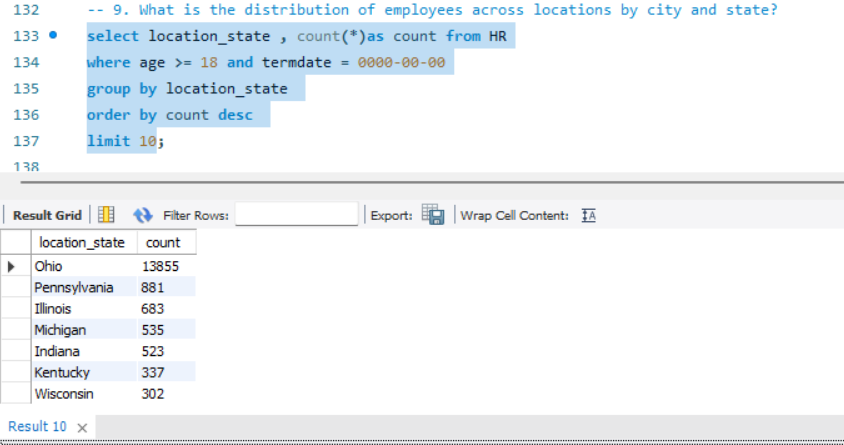 132 -- 9. What is the distribution of employees across locations by city and state?
133 select location_state , count(*)as count from HR
134 where age >= 18 and termdate = 0000-00-00
135 group by location_state
136 order by count desc
137 limit 10;
138
Result Grid Filter Rows: Export: Wrap Cell Content: IA
location_state count
Ohio 13855
Pennsylvania 881
Illinois 683
Michigan 535
Indiana 523
Kentucky 337
Wisconsin 302
Result 10 ×